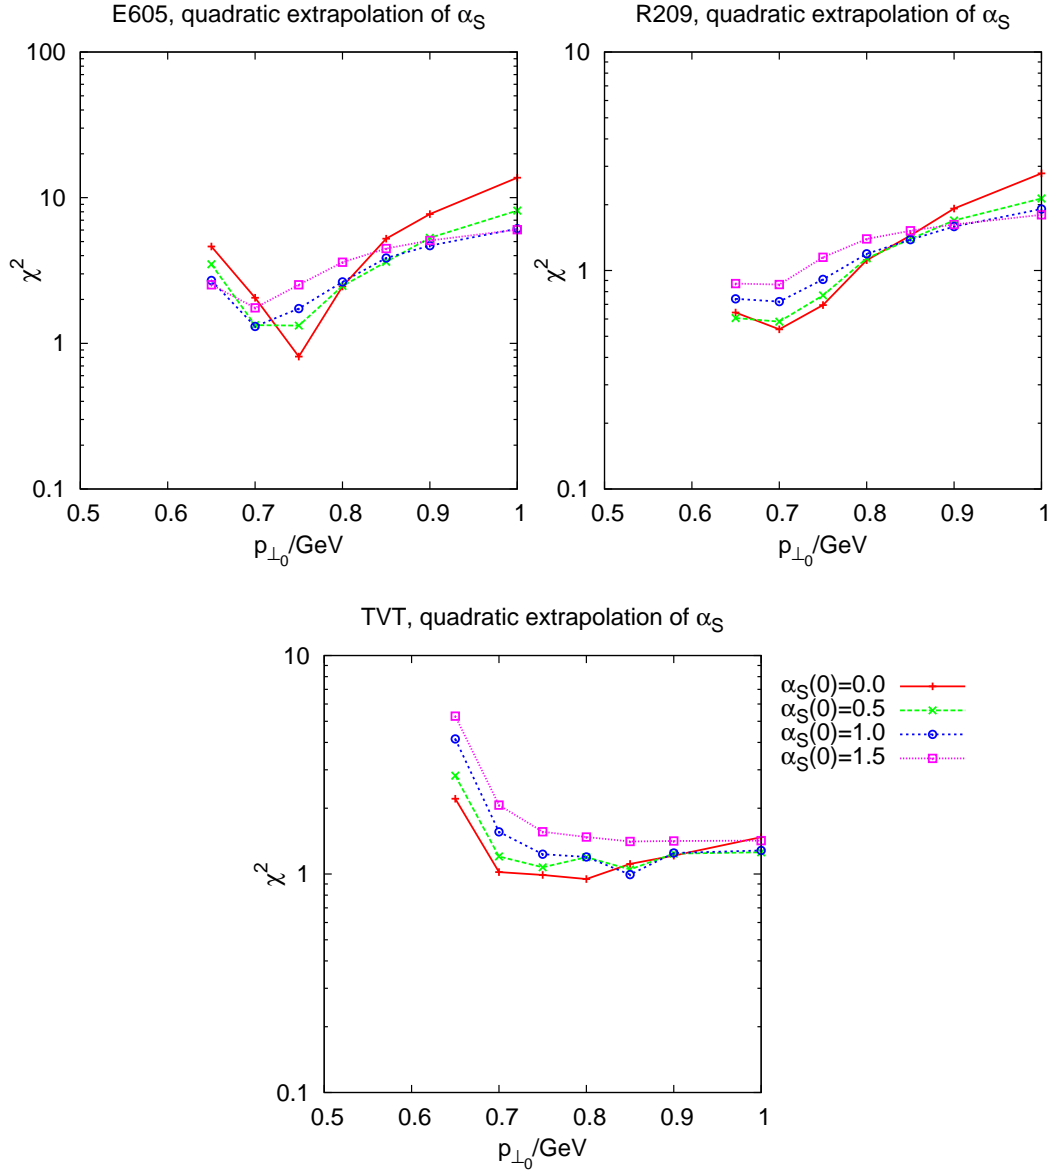 E605, quadratic extrapolation of αS
R209, quadratic extrapolation of αS
100
10
1
0.1
χ2
0.5 0.6 0.7 0.8 0.9 1
p⊥0/GeV
10
1
0.1
χ2
0.5 0.6 0.7 0.8 0.9 1
p⊥0/GeV
TVT, quadratic extrapolation of αS
10
1
0.1
χ2
0.5 0.6 0.7 0.8 0.9 1
p⊥0/GeV
αS(0)=0.0
αS(0)=0.5
αS(0)=1.0
αS(0)=1.5